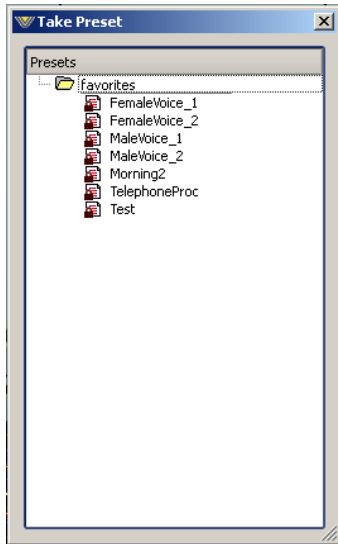 Take Preset
Presets
favorites
FemaleVoice_1
FemaleVoice_2
MaleVoice_1
MaleVoice_2
Morning2
TelephoneProc
Test